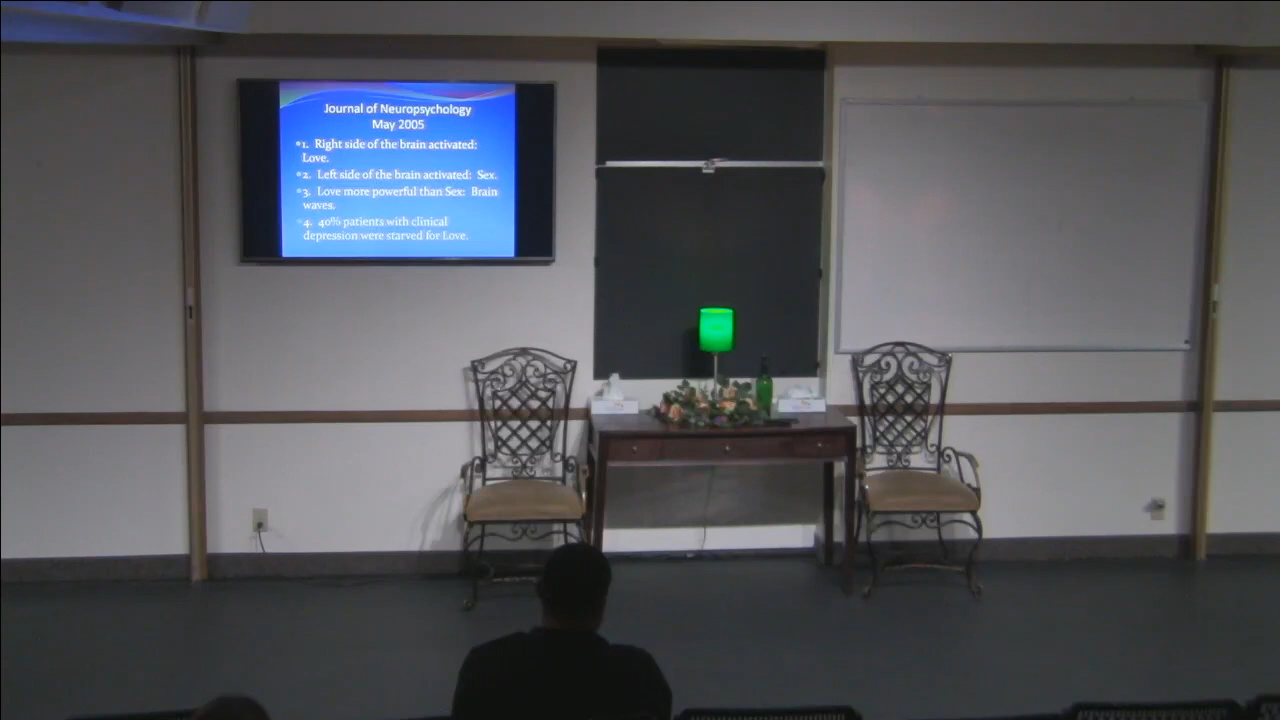 Journal of Neuropsychology
May 2005
1. Right side of the brain activated:
Love.
2. Left side of the brain activated: Sex.
3. Love more powerful than Sex: Brain
waves.
4. 40% patients with clinical
depression were starved for Love.